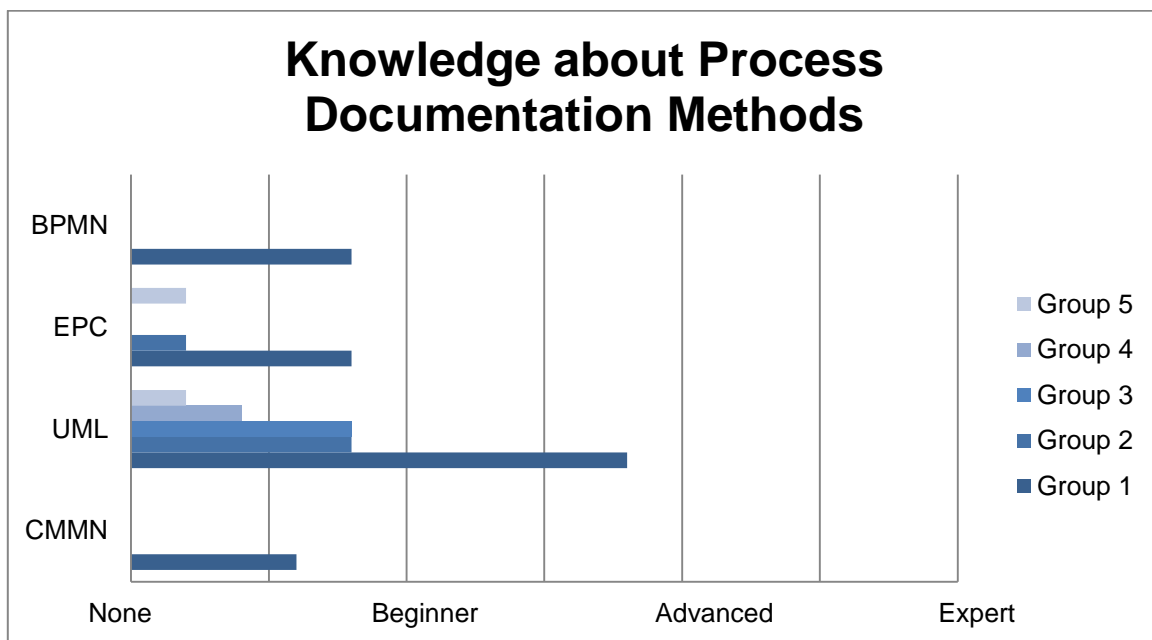 Knowledge about Process
Documentation Methods
BPMN
EPC
UML
CMMN
None
Beginner
Advanced
Expert
Group 5
Group 4
Group 3
Group 2
Group 1